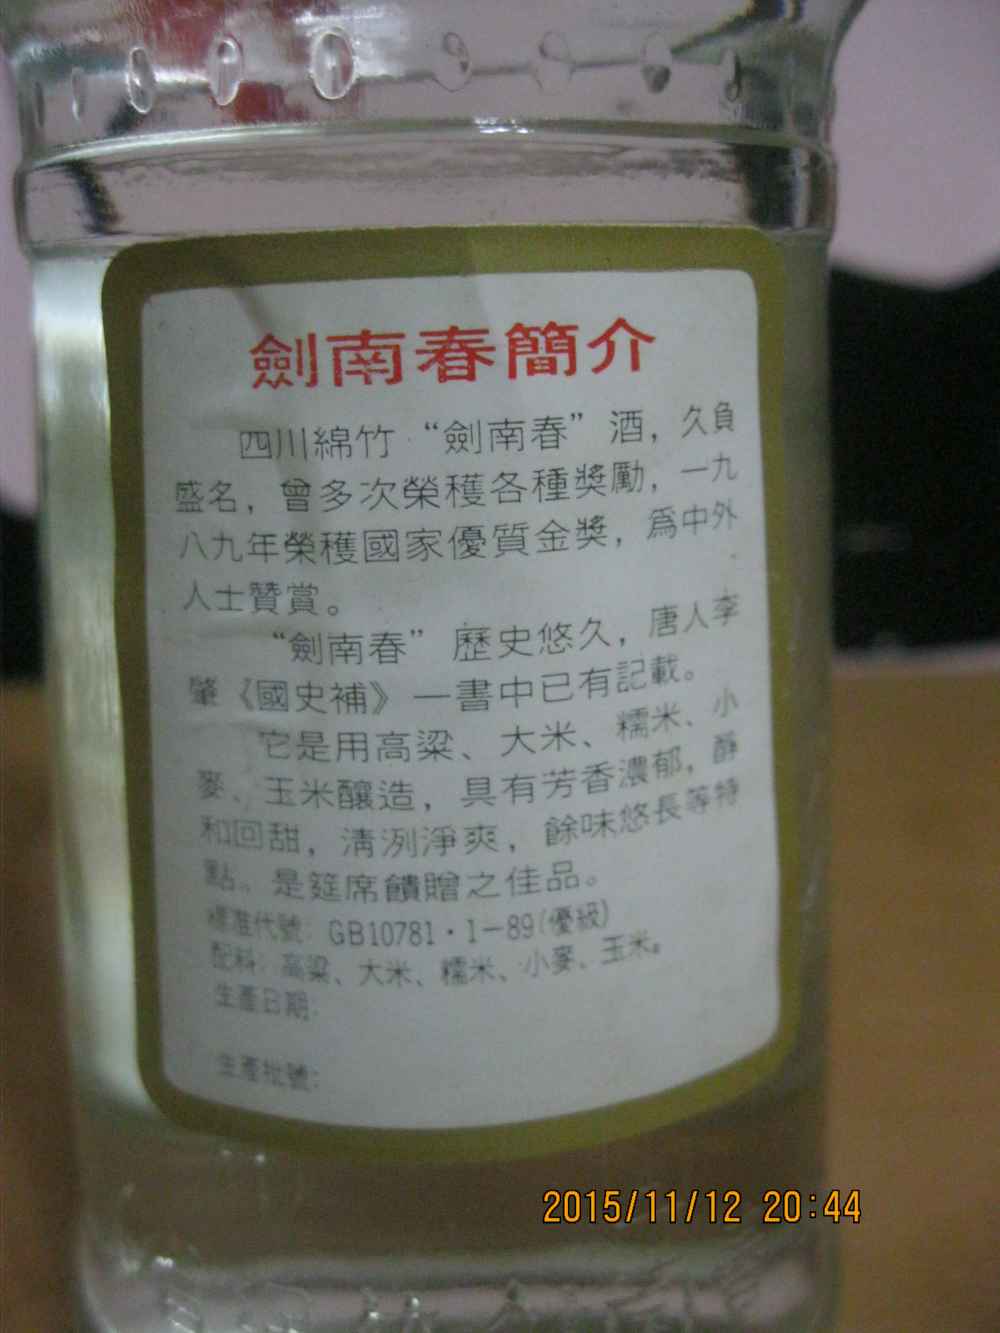 劍南春簡介
四川綿竹“劍南春”酒，久負
盛名，曾多次榮穫各種獎勵，一九
八九年榮穫國家優質金獎，爲中外
人士贊賞。
“劍南春”歷史悠久，唐人李
肇《國史補》一書中已有記載。
它是用高梁、大米、糯米、小
麥、玉米釀造，具有芳香濃郁，醇
和回甜，清洌淨爽，餘味悠長等特
點。是筵席饋贈之佳品。
標准代號：GB10781·1-89(優級)
配料：高梁、大米、糯米、小麥、玉米。
生產日期：
生產批號：
2015/11/12 20:44